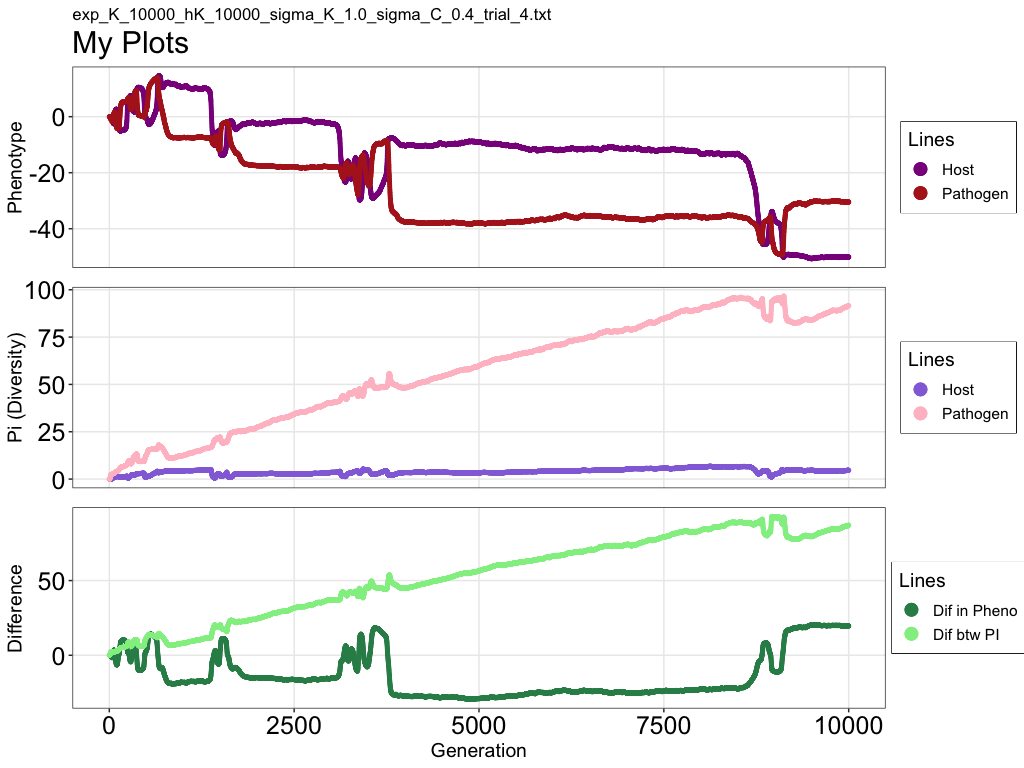 exp_K_10000_hK_10000_sigma_K_1.0_sigma_C_0.4_trial_4.txt
My Plots
Phenotype
0
-20
-40
Lines
Host
Pathogen
Pi (Diversity)
100
75
50
25
0
Lines
Host
Pathogen
Difference
50
0
Lines
Dif in Pheno
Dif btw PI
0 2500 5000 7500 10000
Generation